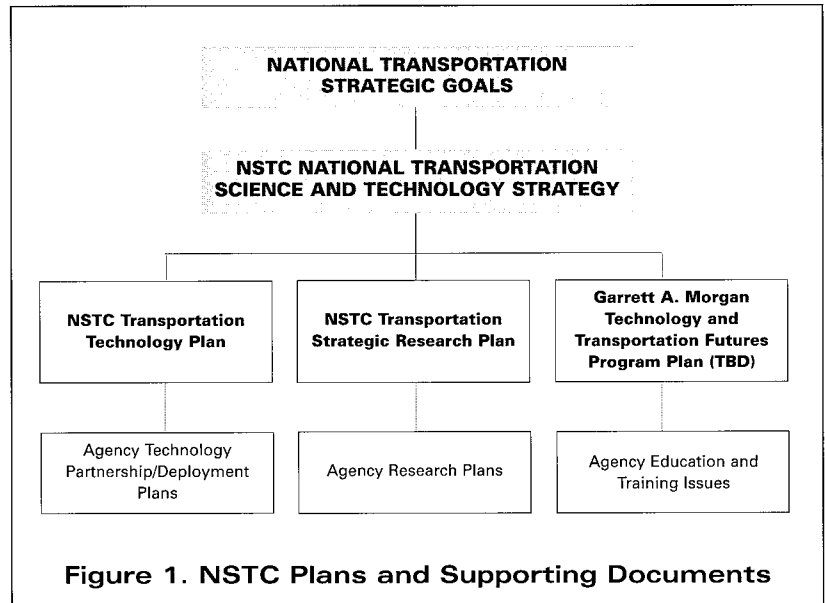 NATIONAL TRANSPORTATION
STRATEGIC GOALS
NSTC NATIONAL TRANSPORTATION
SCIENCE AND TECHNOLOGY STRATEGY
NSTC Transportation
Technology Plan
NSTC Transportation
Strategic Research Plan
Garrett A. Morgan
Technology and
Transportation Futures
Program Plan (TBD)
Agency Technology
Partnership/Deployment
Plans
Agency Research Plans
Agency Education and
Training Issues
Figure 1. NSTC Plans and Supporting Documents